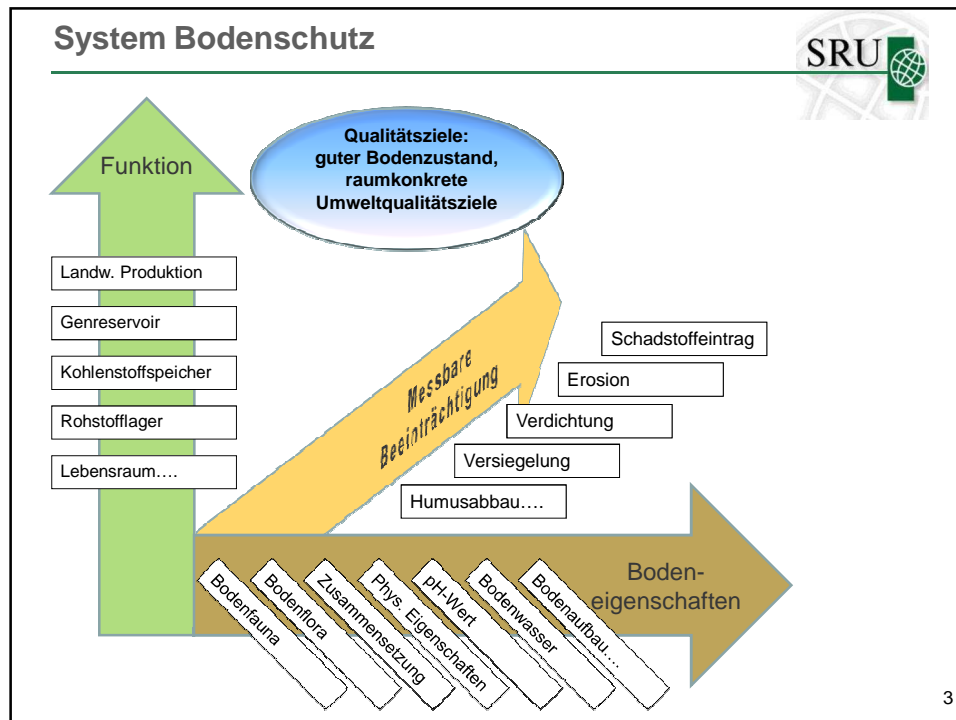 System Bodenschutz
SRU
Qualitätsziele:
guter Bodenzustand,
raumkonkrete
Umweltqualitätsziele
Funktion
Landw. Produktion
Genreservoir
Kohlenstoffspeicher
Rohstofflager
Lebensraum....
Messbare
Beeinträchtigung
Schadstoffeintrag
Erosion
Verdichtung
Versiegelung
Humusabbau....
Boden-
eigenschaften
Bodenfauna
Bodenflora
Zusammensetzung
Phys. Eigenschaften
pH-Wert
Bodenwasser
Bodenaufbau....
3